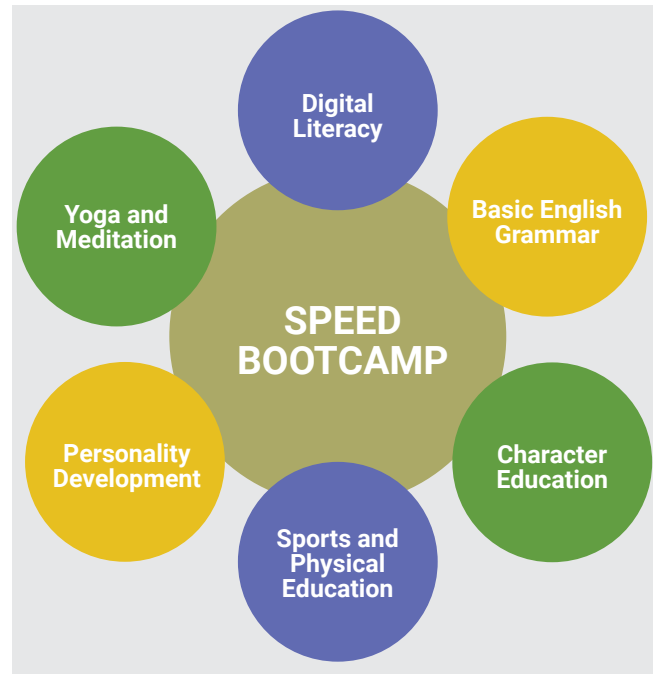 Digital
Literacy
Basic English
Grammar
Yoga and
Meditation
SPEED
BOOTCAMP
Personality
Development
Character
Education
Sports and
Physical
Education